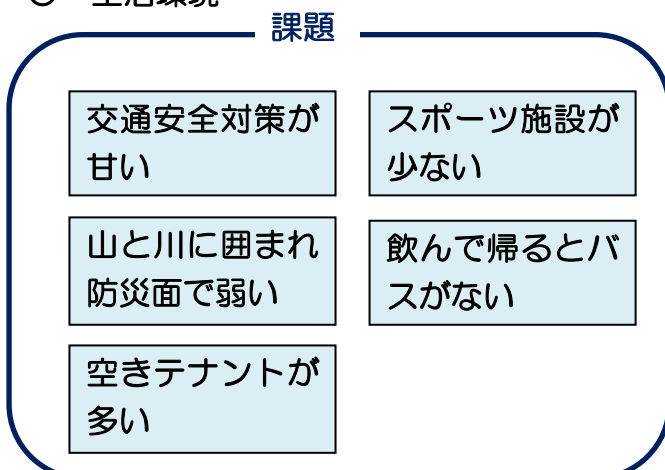 課題
交通安全対策が
甘い
スポーツ施設が
少ない
山と川に囲まれ
防災面で弱い
飲んで帰るとバ
スがない
空きテナントが
多い